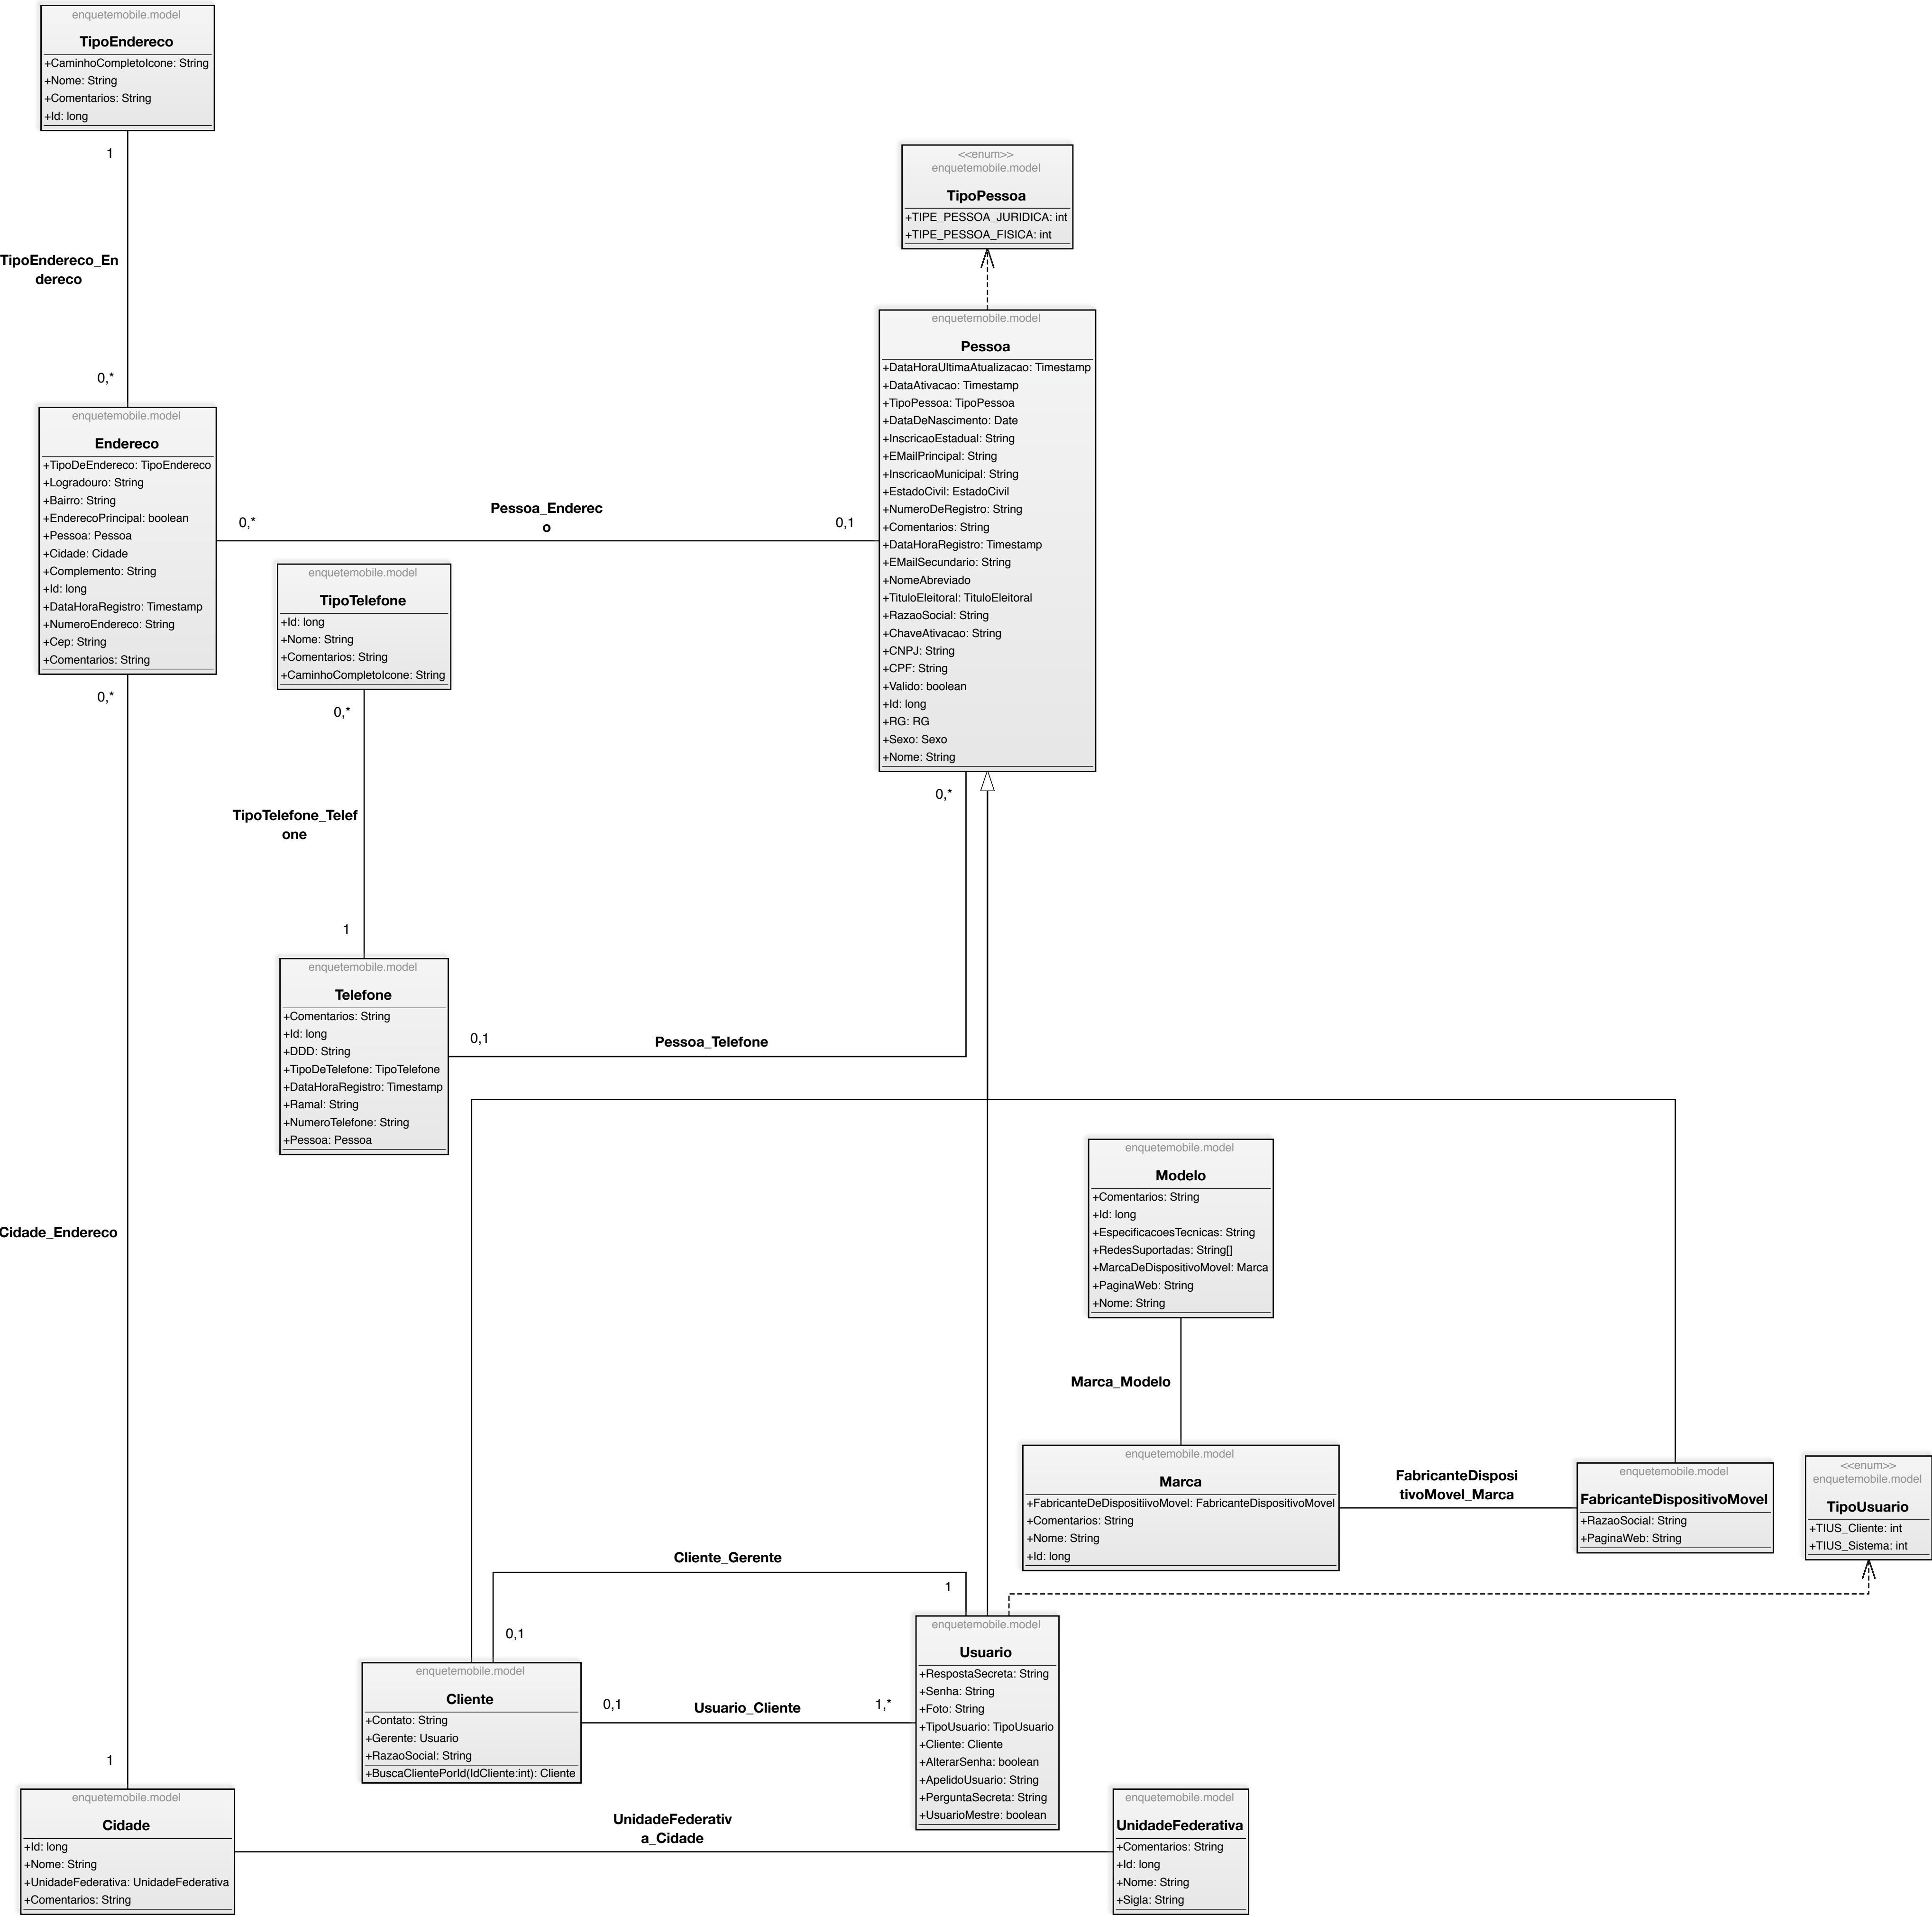 enquetemobile.model
TipoEndereco
+CaminhoCompletoIcone: String
+Nome: String
+Comentarios: String
+Id: long
1
TipoEndereco_En
dereco
0,*
<<enum>>
enquetemobile.model
TipoPessoa
+TIPE_PESSOA_JURIDICA: int
+TIPE_PESSOA_FISICA: int
enquetemobile.model
Pessoa
+DataHoraUltimaAtualizacao: Timestamp
+DataAtivacao: Timestamp
+TipoPessoa: TipoPessoa
+DataDeNascimento: Date
+InscricaoEstadual: String
+EMailPrincipal: String
+InscricaoMunicipal: String
+EstadoCivil: EstadoCivil
+NumeroDeRegistro: String
+Comentarios: String
+DataHoraRegistro: Timestamp
+EMailSecundario: String
+NomeAbreviado
+TituloEleitoral: TituloEleitoral
+RazaoSocial: String
+ChaveAtivacao: String
+CNPJ: String
+CPF: String
+Valido: boolean
+Id: long
+RG: RG
+Sexo: Sexo
+Nome: String
enquetemobile.model
Endereco
+TipoDeEndereco: TipoEndereco
+Logradouro: String
+Bairro: String
+EnderecoPrincipal: boolean
+Pessoa: Pessoa
+Cidade: Cidade
+Complemento: String
+Id: long
+DataHoraRegistro: Timestamp
+NumeroEndereco: String
+Cep: String
+Comentarios: String
0,*
Pessoa_Enderec
o
0,1
enquetemobile.model
TipoTelefone
+Id: long
+Nome: String
+Comentarios: String
+CaminhoCompletoIcone: String
0,*
0,*
0,*
TipoTelefone_Telef
one
1
enquetemobile.model
Telefone
+Comentarios: String
+Id: long
+DDD: String
+TipoDeTelefone: TipoTelefone
+DataHoraRegistro: Timestamp
+Ramal: String
+NumeroTelefone: String
+Pessoa: Pessoa
0,1
Pessoa_Telefone
Cidade_Endereco
enquetemobile.model
Modelo
+Comentarios: String
+Id: long
+EspecificacoesTecnicas: String
+RedesSuportadas: String[]
+MarcaDeDispositivoMovel: Marca
+PaginaWeb: String
+Nome: String
Marca_Modelo
enquetemobile.model
Marca
+FabricanteDeDispositiivoMovel: FabricanteDispositivoMovel
+Comentarios: String
+Nome: String
+Id: long
FabricanteDisposi
tivoMovel_Marca
enquetemobile.model
FabricanteDispositivoMovel
+RazaoSocial: String
+PaginaWeb: String
<<enum>>
enquetemobile.model
TipoUsuario
+TIUS_Cliente: int
+TIUS_Sistema: int
Cliente_Gerente
1
0,1
enquetemobile.model
Cliente
+Contato: String
+Gerente: Usuario
+RazaoSocial: String
+BuscaClientePorId(IdCliente:int): Cliente
0,1
Usuario_Cliente
1,*
enquetemobile.model
Usuario
+RespostaSecreta: String
+Senha: String
+Foto: String
+TipoUsuario: TipoUsuario
+Cliente: Cliente
+AlterarSenha: boolean
+ApelidoUsuario: String
+PerguntaSecreta: String
+UsuarioMestre: boolean
1
enquetemobile.model
Cidade
+Id: long
+Nome: String
+UnidadeFederativa: UnidadeFederativa
+Comentarios: String
UnidadeFederativ
a_Cidade
enquetemobile.model
UnidadeFederativa
+Comentarios: String
+Id: long
+Nome: String
+Sigla: String